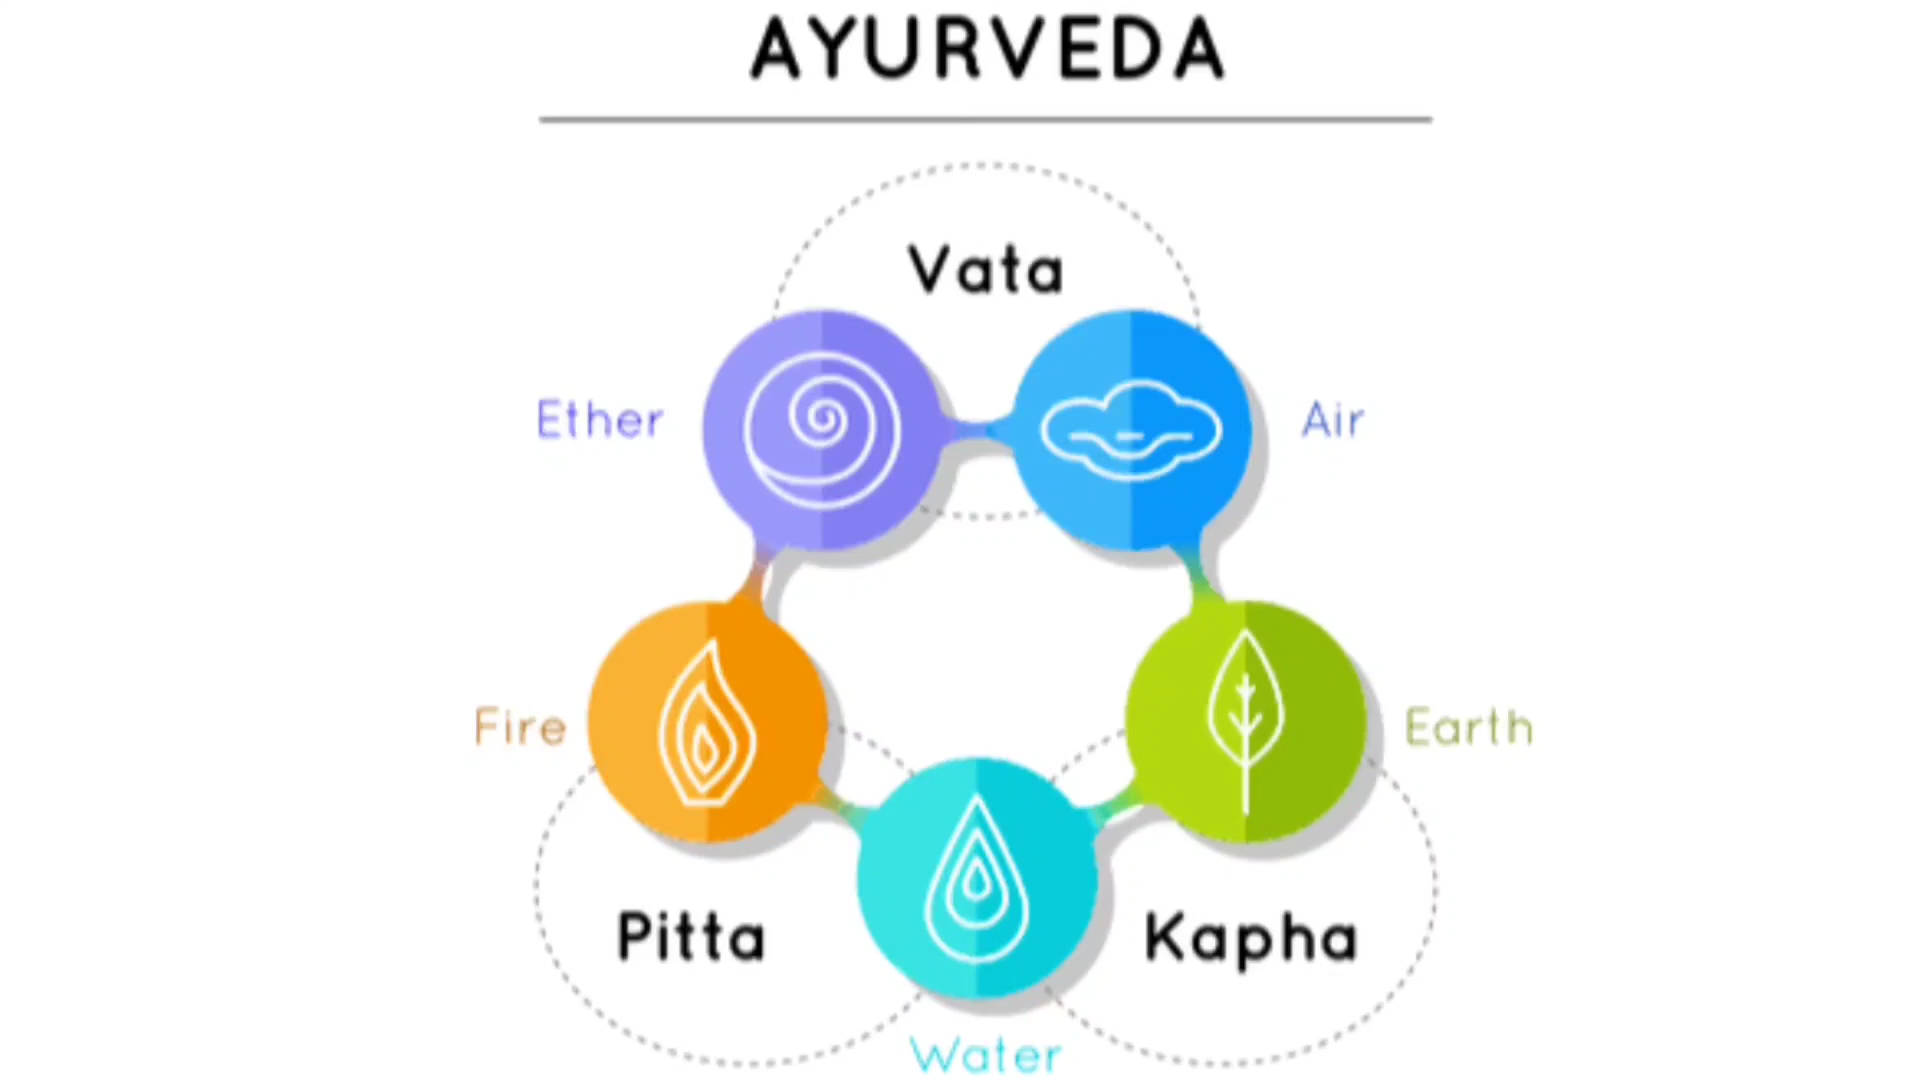 AYURVEDA
Vata
Ether
Air
Fire
Earth
Pitta
Kapha
Water